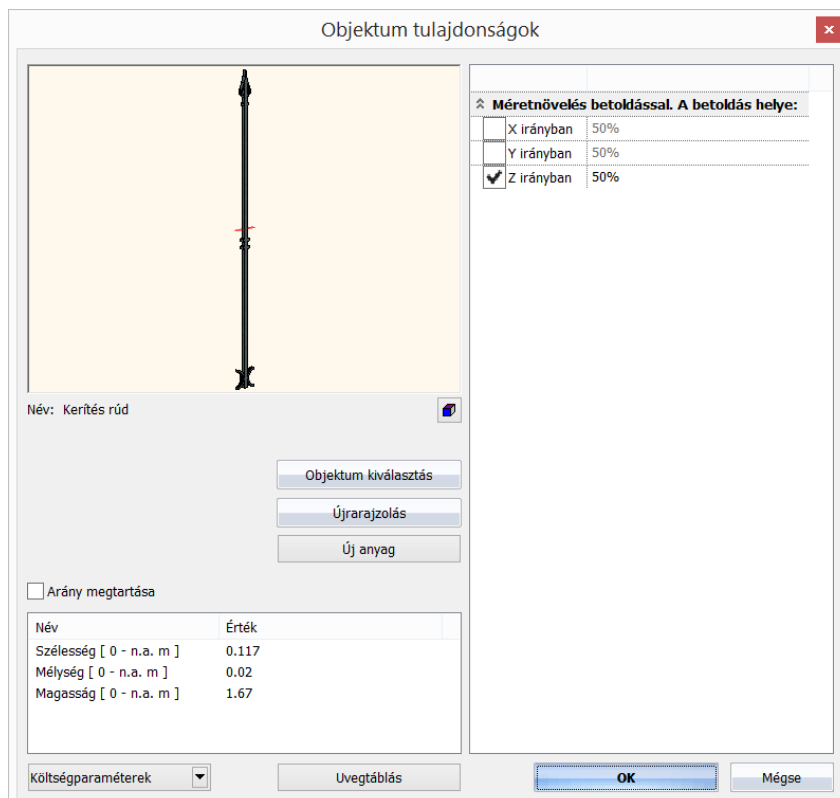 Objektum tulajdonságok
Név: Kerítés rúd
Objektum kiválasztás
Újrarajzolás
Új anyag
Arány megtartása
Név Érték
Szélesség [ 0 - n.a. m ] 0.117
Mélység [ 0 - n.a. m ] 0.02
Magasság [ 0 - n.a. m ] 1.67
Költségparaméterek
Uvegtáblás
Méretnövelés betoldással. A betoldás helye:
X irányban 50%
Y irányban 50%
Z irányban 50%
OK
Mégse